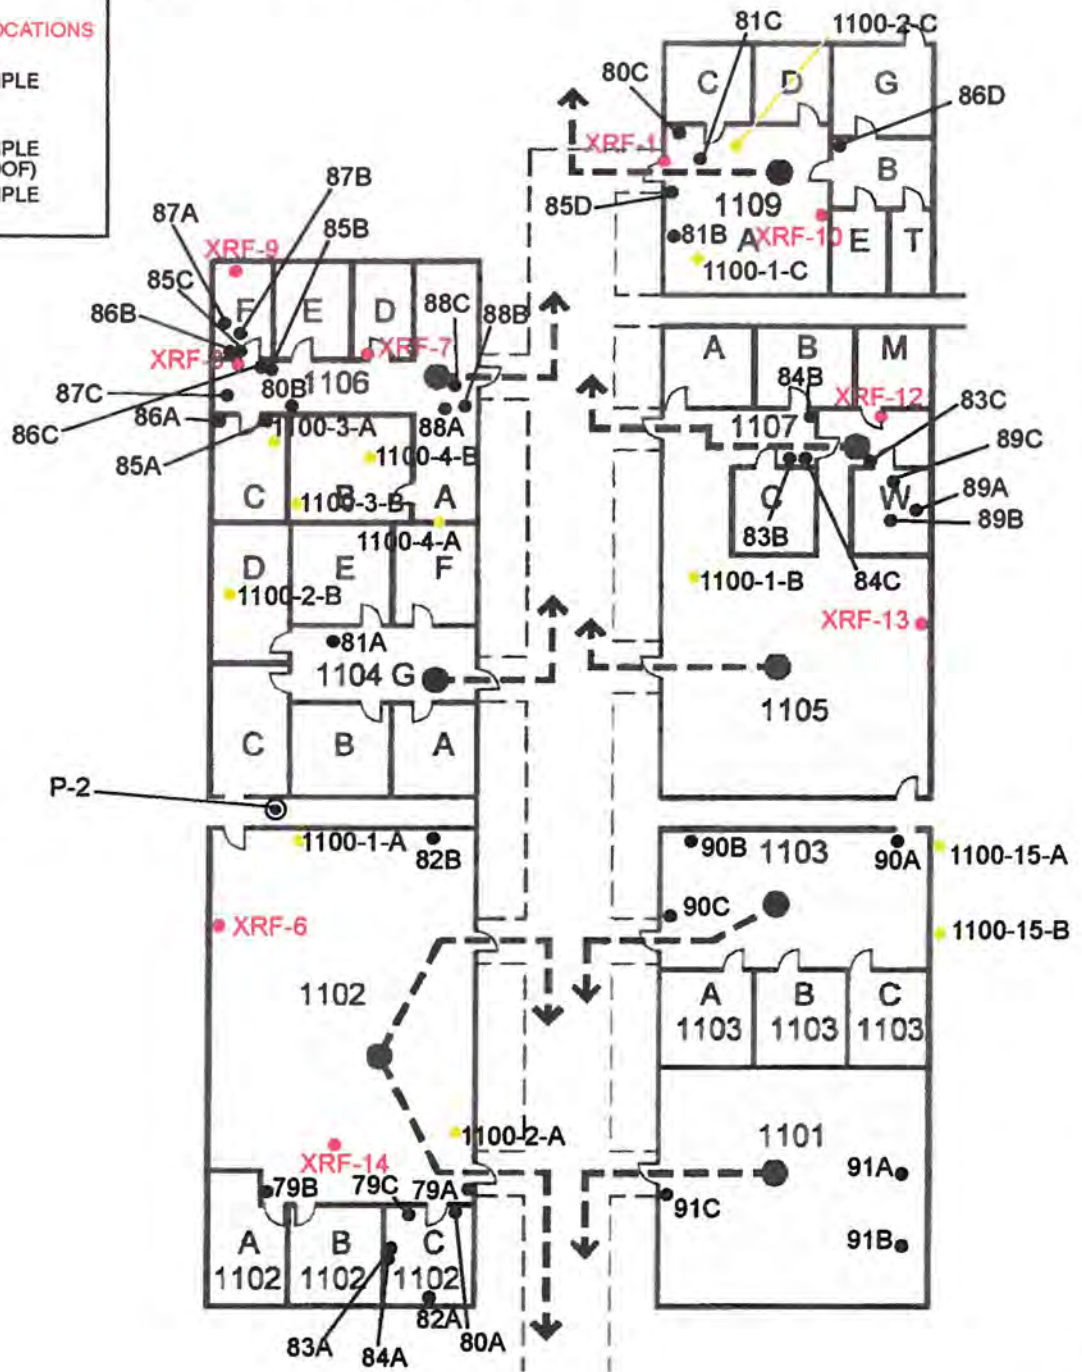 OCATIONS
MPLE
MPLE
OOF)
MPLE
81C
1100-2-C
80C
C
D
G
86D
XRF-1
B
85D
1109
81B
A
XRF-10
E
T
1100-1-C
87B
87A
85B
XRF-9
85C
86B
F
E
D
88C
88B
XRF-8
XRF-7
87C
80B
1106
86A
88A
86C
1100-3-A
85A
1100-4-B
C
B
A
1100-3-B
1100-4-A
A
B
M
84B
XRF-12
83C
1107
89C
C
W
89A
89B
83B
84C
D
E
F
1100-2-B
1100-1-B
XRF-13
81A
1104 G
1105
C
B
A
P-2
1100-1-A
82B
90B
1103
90A
1100-15-A
XRF-6
90C
1100-15-B
1102
A
1103
B
1103
C
1103
1100-2-A
1101
XRF-14
91A
79B
79C
79A
91C
A
1102
B
1102
C
1102
91B
82A
83A
84A
80A